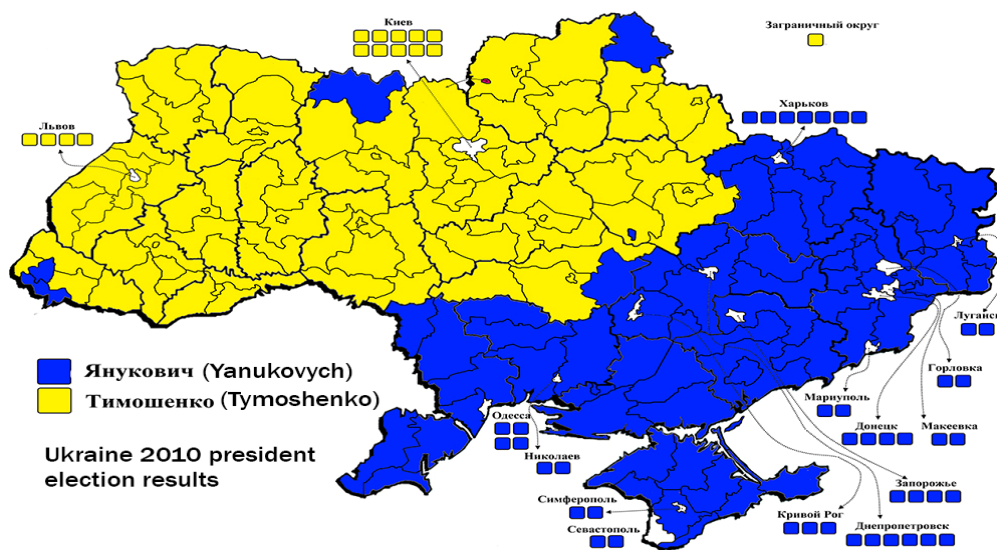 Киев
Заграничный округ
Харьков
Львов
Луганск
Янукович (Yanukovych)
Горловка
Тимошенко (Tymoshenko)
Мариуполь
Одесса
Донецк
Макеевка
Ukraine 2010 president
election results
Николаев
Запорожье
Симферополь
Кривой Рог
Днепропетровск
Севастополь